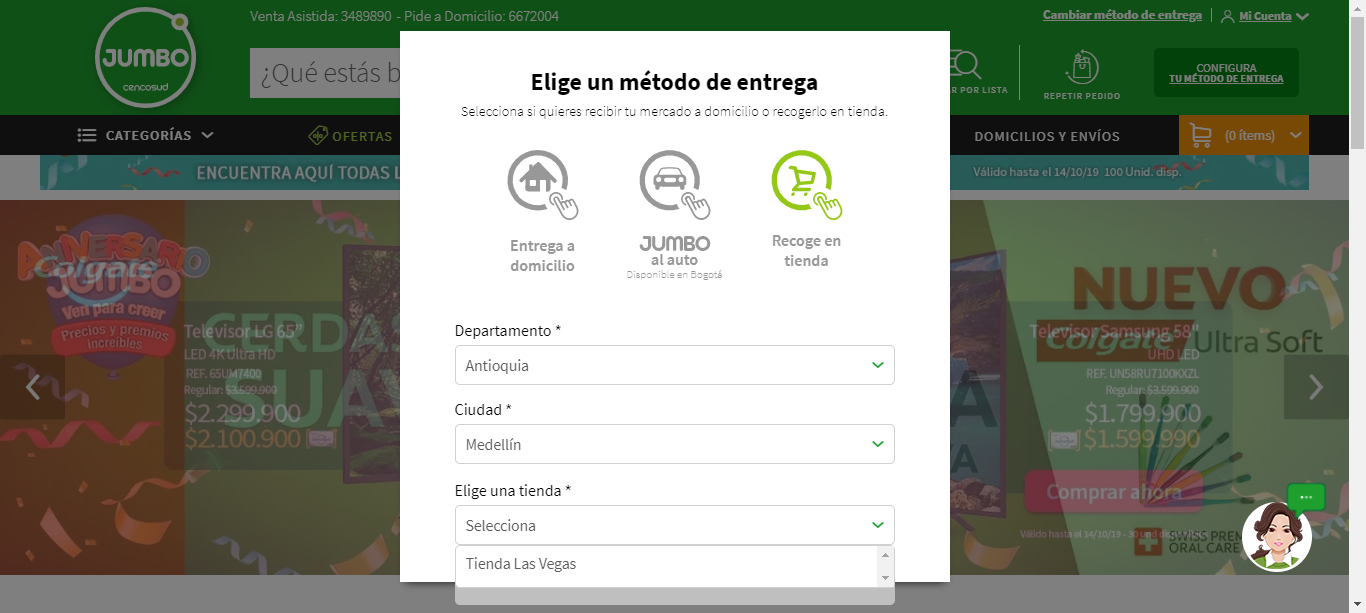 Venta Asistida: 3489890 - Pide a Domicilio: 6672004
Cambiar método de entrega
Mi Cuenta
JUMBO
cencosud
¿Qué estás b
R POR LISTA
REPETIR PEDIDO
CONFIGURA
TU MÉTODO DE ENTREGA
CATEGORÍAS
OFERTAS
DOMICILIOS Y ENVÍOS
(0 ítems)
ENCUENTRA AQUÍ TODAS L
Válido hasta el 14/10/19 100 Unid. disp.
Elige un método de entrega
Selecciona si quieres recibir tu mercado a domicilio o recogerlo en tienda.
Entrega a
domicilio
JUMBO
al auto
Disponible en Bogotá
Recoge en
tienda
Departamento *
Antioquia
Ciudad *
Medellín
Elige una tienda *
Selecciona
Tienda Las Vegas
ANIVERSARIO
Colgate
JUMBO
Ven para creer
Precios y premios
increíbles
CERDAS
SUA
Televisor LG 65"
LED 4K Ultra HD
REF. 65UM7400
Regular: $3.599.900
$2.299.900
$2.100.900
NUEVO
Televisor Samsung 58"
Colgate Ultra Soft
UHD LED
REF. UN58RU7100KXZL
Regular: $3.599.900
$1.799.900
$1.599.990
Comprar ahora
Válido hasta el 14/10/19 - 30 und disponibles
SWISS PREM
ORAL CARE